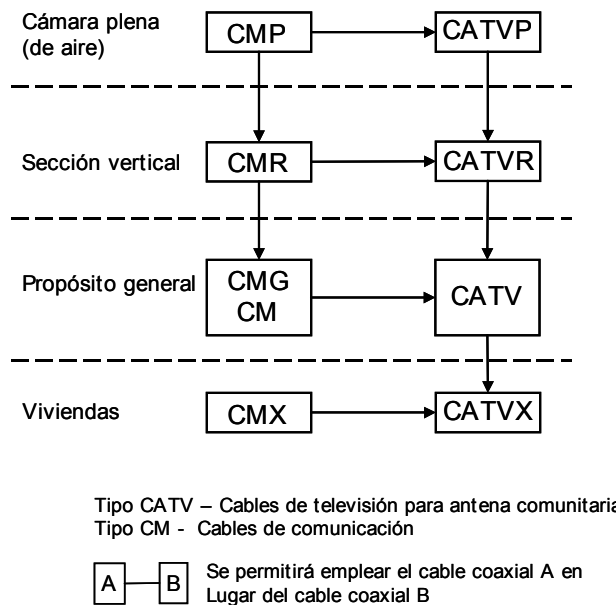 Cámara plena
(de aire)
CMP
CATVP
Sección vertical
CMR
CATVR
Propósito general
CMG
CM
CATV
Viviendas
CMX
CATVX
Tipo CATV – Cables de televisión para antena comunitaria
Tipo CM - Cables de comunicación
A
B
Se permitirá emplear el cable coaxial A en
Lugar del cable coaxial B